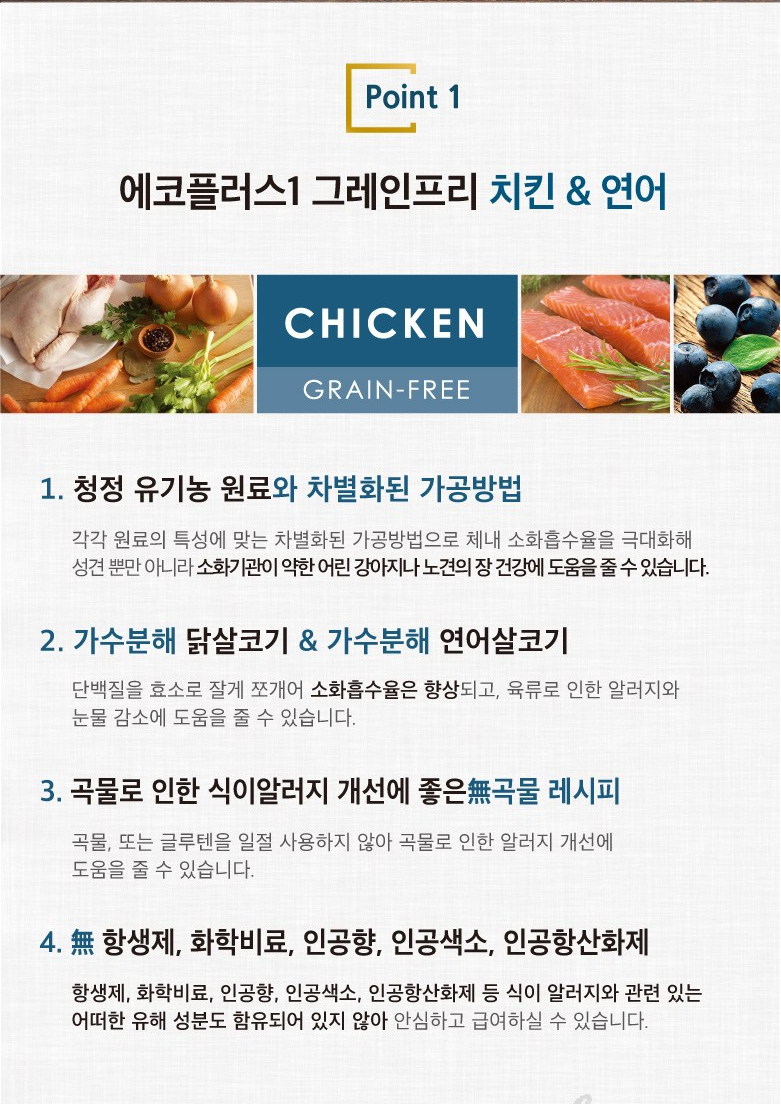 Point 1
에코플러스1 그레인프리 치킨 & 연어
CHICKEN
GRAIN-FREE
1. 청정 유기농 원료와 차별화된 가공방법
각각 원료의 특성에 맞는 차별화된 가공방법으로 체내 소화흡수율을 극대화해
성견 뿐만 아니라 소화기관이 약한 어린 강아지나 노견의 장 건강에 도움을 줄 수 있습니다.
2. 가수분해 닭살코기 & 가수분해 연어살코기
단백질을 효소로 잘게 쪼개어 소화흡수율은 향상되고, 육류로 인한 알러지와
눈물 감소에 도움을 줄 수 있습니다.
3. 곡물로 인한 식이알러지 개선에 좋은無곡물 레시피
곡물, 또는 글루텐을 일절 사용하지 않아 곡물로 인한 알러지 개선에
도움을 줄 수 있습니다.
4. 無 항생제, 화학비료, 인공향, 인공색소, 인공항산화제
항생제, 화학비료, 인공향, 인공색소, 인공항산화제 등 식이 알러지와 관련 있는
어떠한 유해 성분도 함유되어 있지 않아 안심하고 급여하실 수 있습니다.